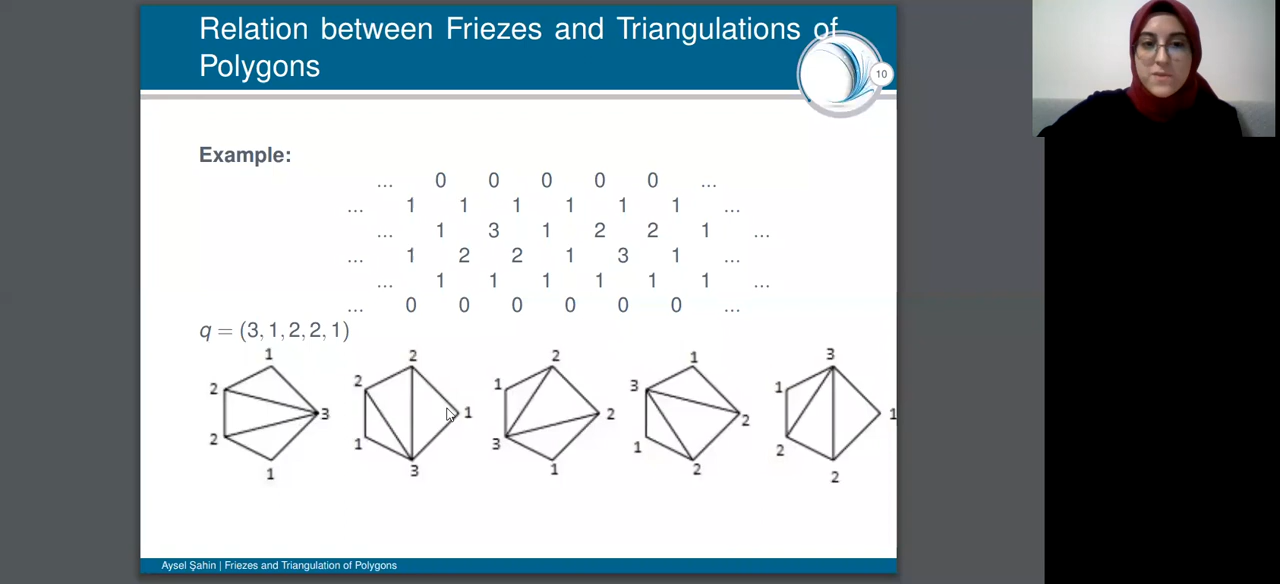 Relation between Friezes and Triangulations of
Polygons
10
Example:
... 0 0 0 0 0 ...
... 1 1 1 1 1 1 ...
... 1 3 1 2 2 1 ...
... 1 2 2 1 3 1 ...
... 1 1 1 1 1 1 ...
... 0 0 0 0 0 0 ...
q = (3, 1, 2, 2, 1)
1 2 2 1 3
2 2 1 3 1
3 1 2 2 1
2 1 3 1 2
1 3 1 2 2
Aysel Şahin | Friezes and Triangulation of Polygons